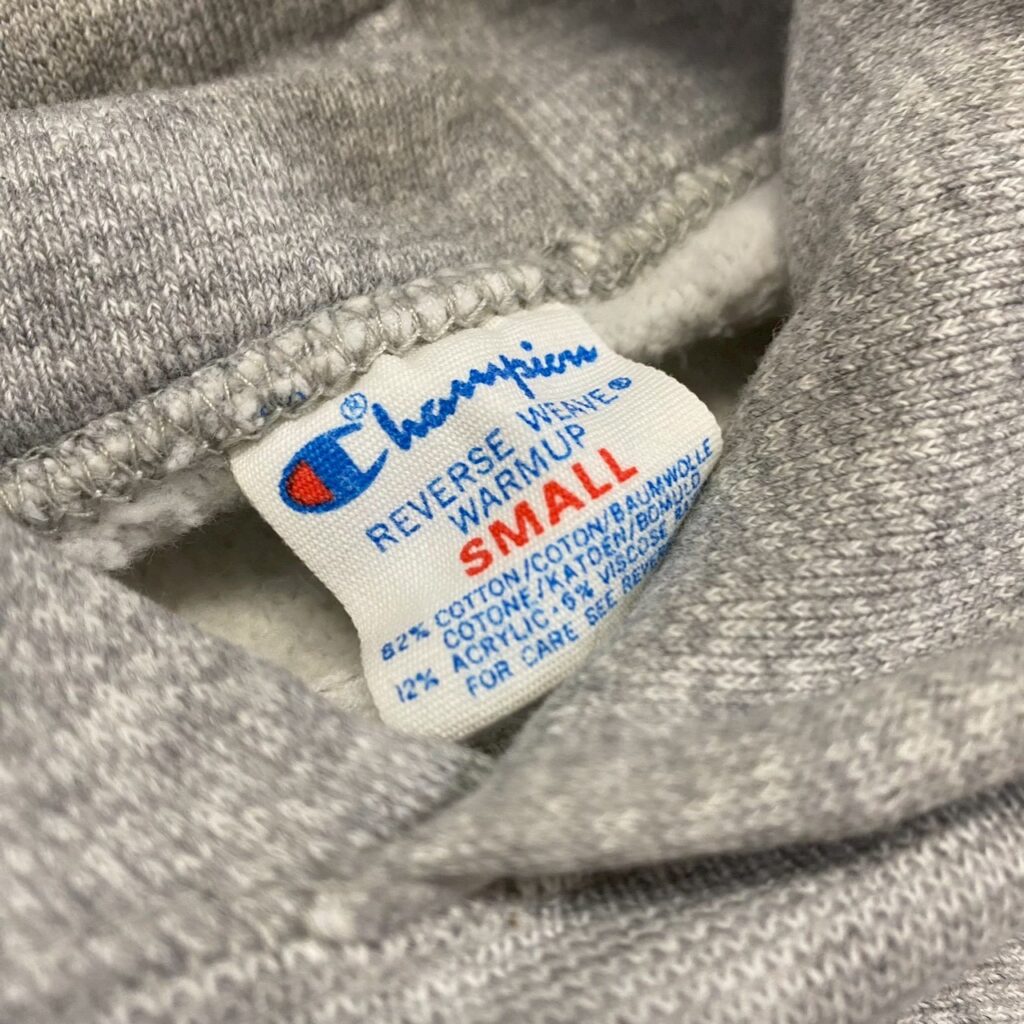 ® Champion
REVERSE WEAVE®
WARMUP
SMALL
82% COTTON/COTON/BAUMWOLLE
COTONE/KATOEN/BOMULD
12% ACRYLIC·6% VISCOSE
FOR CARE SEE